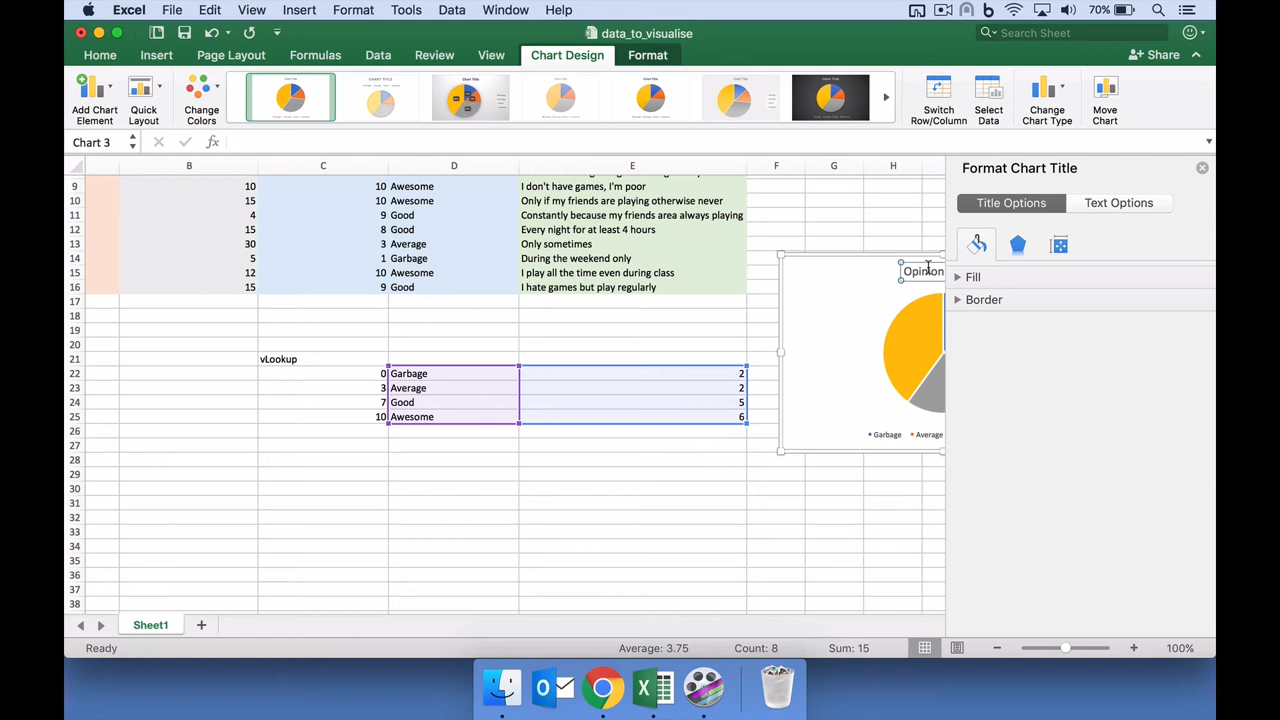 Excel File Edit View Insert Format Tools Data Window Help 70%
data_to_visualise
Search Sheet
Home Insert Page Layout Formulas Data Review View Chart Design Format Share
Add Chart Element
Quick Layout
Change Colors
Switch Row/Column
Select Data
Change Chart Type
Move Chart
Chart 3 fx
B C D E F G H
9
10 10 10 Awesome I don't have games, I'm poor
10 15 10 Awesome Only if my friends are playing otherwise never
11 4 9 Good Constantly because my friends area always playing
12 15 8 Good Every night for at least 4 hours
13 30 3 Average Only sometimes
14 5 1 Garbage During the weekend only
15 12 10 Awesome I play all the time even during class
16 15 9 Good I hate games but play regularly
17
18
19
20
21 vLookup
22 0 Garbage 2
23 3 Average 2
24 7 Good 5
25 10 Awesome 6
26
27
28
29
30
31
32
33
34
35
36
37
38
Opinion
Garbage Average
Format Chart Title
Title Options Text Options
Fill
Border
Sheet1
Ready Average: 3.75 Count: 8 Sum: 15 100%